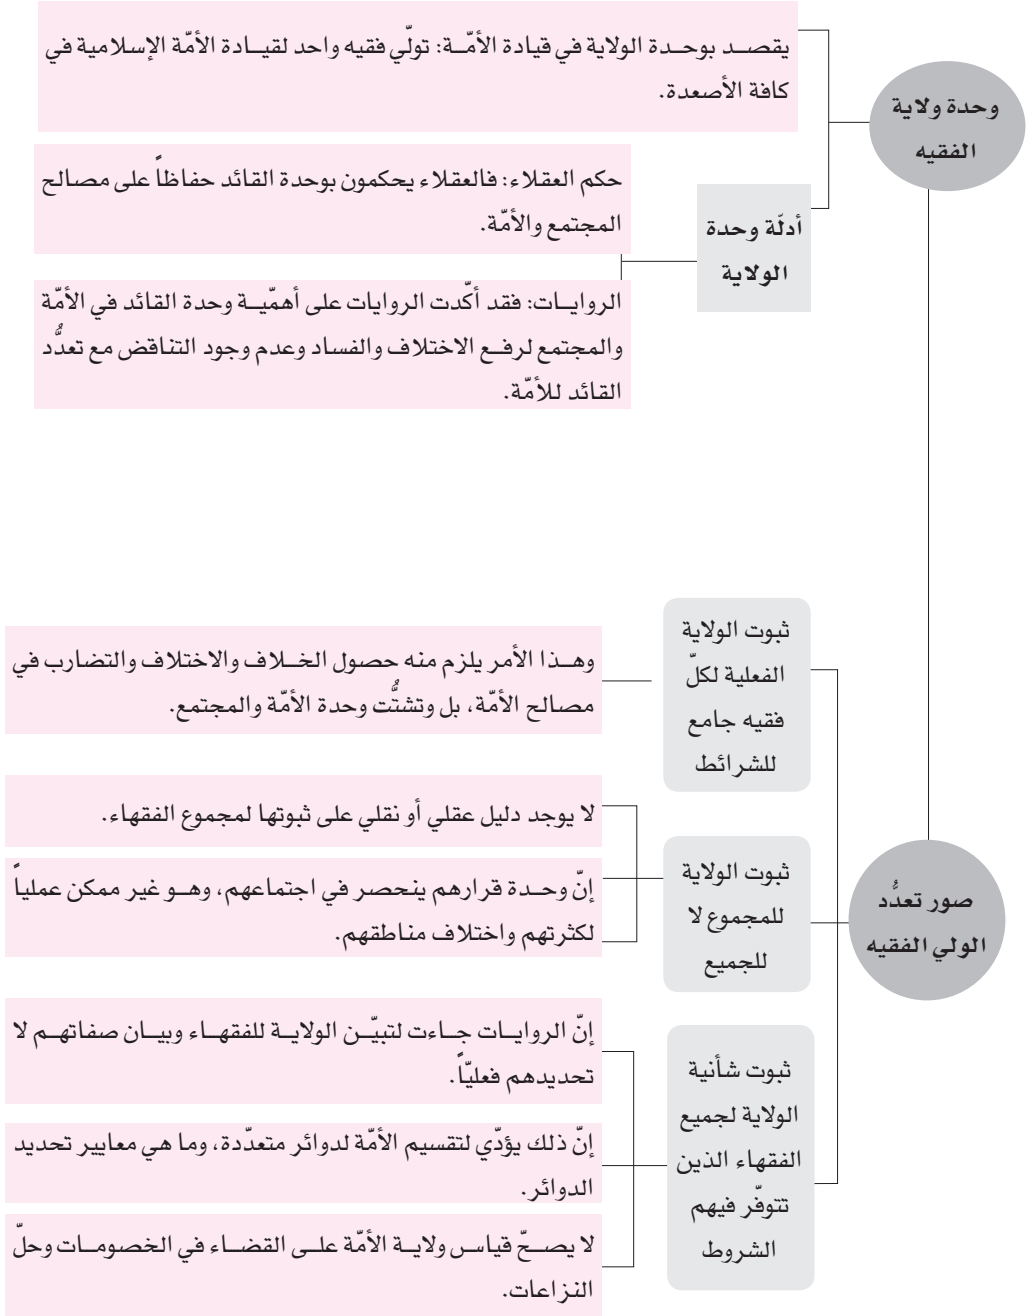 وحدة ولاية
الفقيه
يقصد بوحدة الولاية في قيادة الأمّة: تولّي فقيه واحد لقيادة الأمّة الإسلامية في
كافة الأصعدة.
أدلّة وحدة
الولاية
حكم العقلاء: فالعقلاء يحكمون بوحدة القائد حفاظاً على مصالح
المجتمع والأمّة.
الروايات: فقد أكّدت الروايات على أهمّية وحدة القائد في الأمّة
والمجتمع لرفع الاختلاف والفساد وعدم وجود التناقض مع تعدُّد
القائد للأمّة.
صور تعدُّد
الولي الفقيه
ثبوت الولاية
الفعلية لكلّ
فقيه جامع
للشرائط
وهذا الأمر يلزم منه حصول الخلاف والاختلاف والتضارب في
مصالح الأمّة، بل وتشتُّت وحدة الأمّة والمجتمع.
ثبوت الولاية
للمجموع لا
للجميع
لا يوجد دليل عقلي أو نقلي على ثبوتها لمجموع الفقهاء.
إنّ وحدة قرارهم ينحصر في اجتماعهم، وهو غير ممكن عملياً
لكثرتهم واختلاف مناطقهم.
ثبوت شأنية
الولاية لجميع
الفقهاء الذين
تتوفّر فيهم
الشروط
إنّ الروايات جاءت لتبيّن الولاية للفقهاء وبيان صفاتهم لا
تحديدهم فعليّاً.
إنّ ذلك يؤدّي لتقسيم الأمّة لدوائر متعدّدة، وما هي معايير تحديد
الدوائر.
لا يصحّ قياس ولاية الأمّة على القضاء في الخصومات وحلّ
النزاعات.